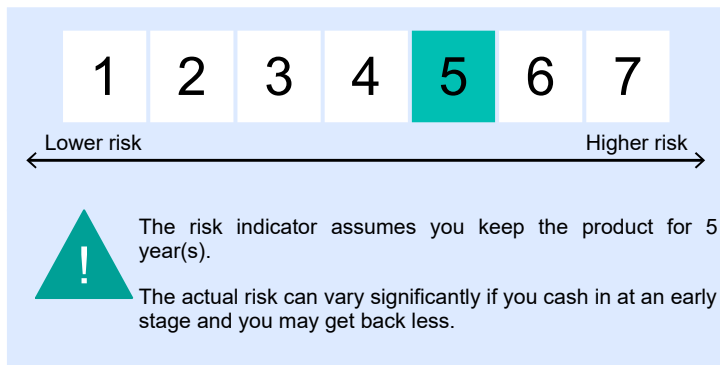 1 2 3 4 5 6 7
Lower risk Higher risk
!
The risk indicator assumes you keep the product for 5
year(s).
The actual risk can vary significantly if you cash in at an early
stage and you may get back less.